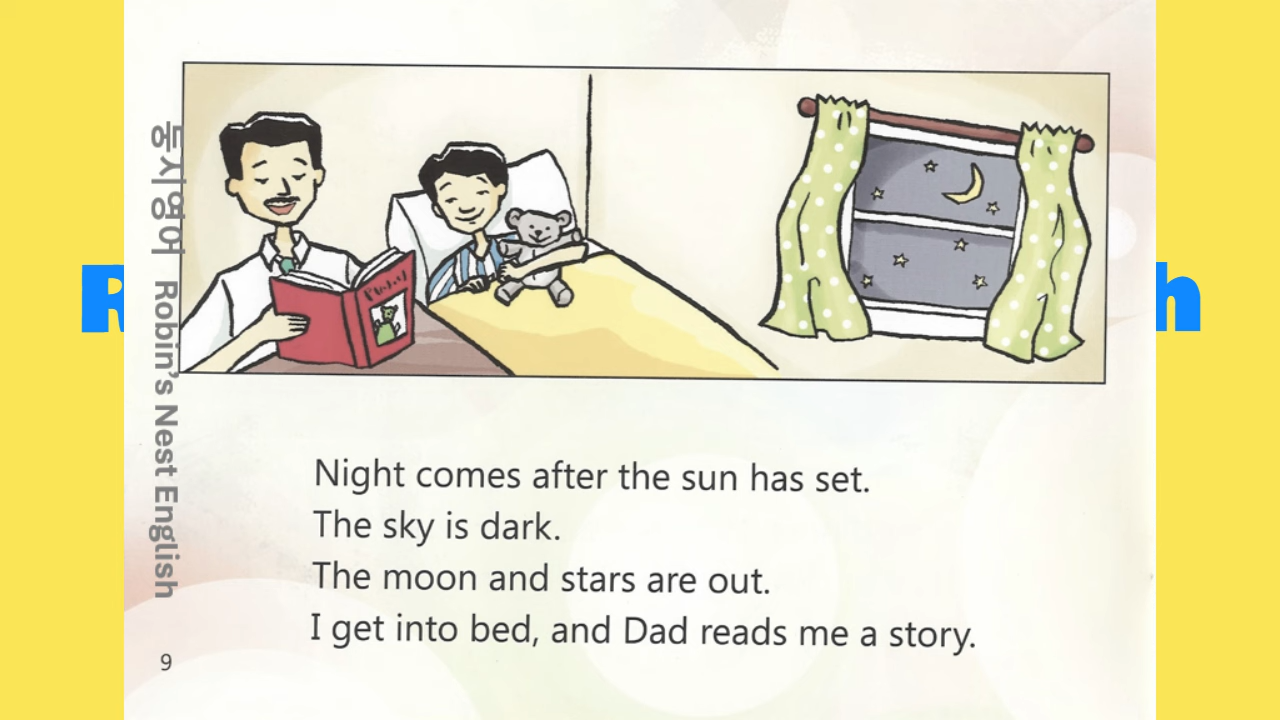 Night comes after the sun has set.
The sky is dark.
The moon and stars are out.
I get into bed, and Dad reads me a story.
9
둥시영어 Robin's Nest English
R
h